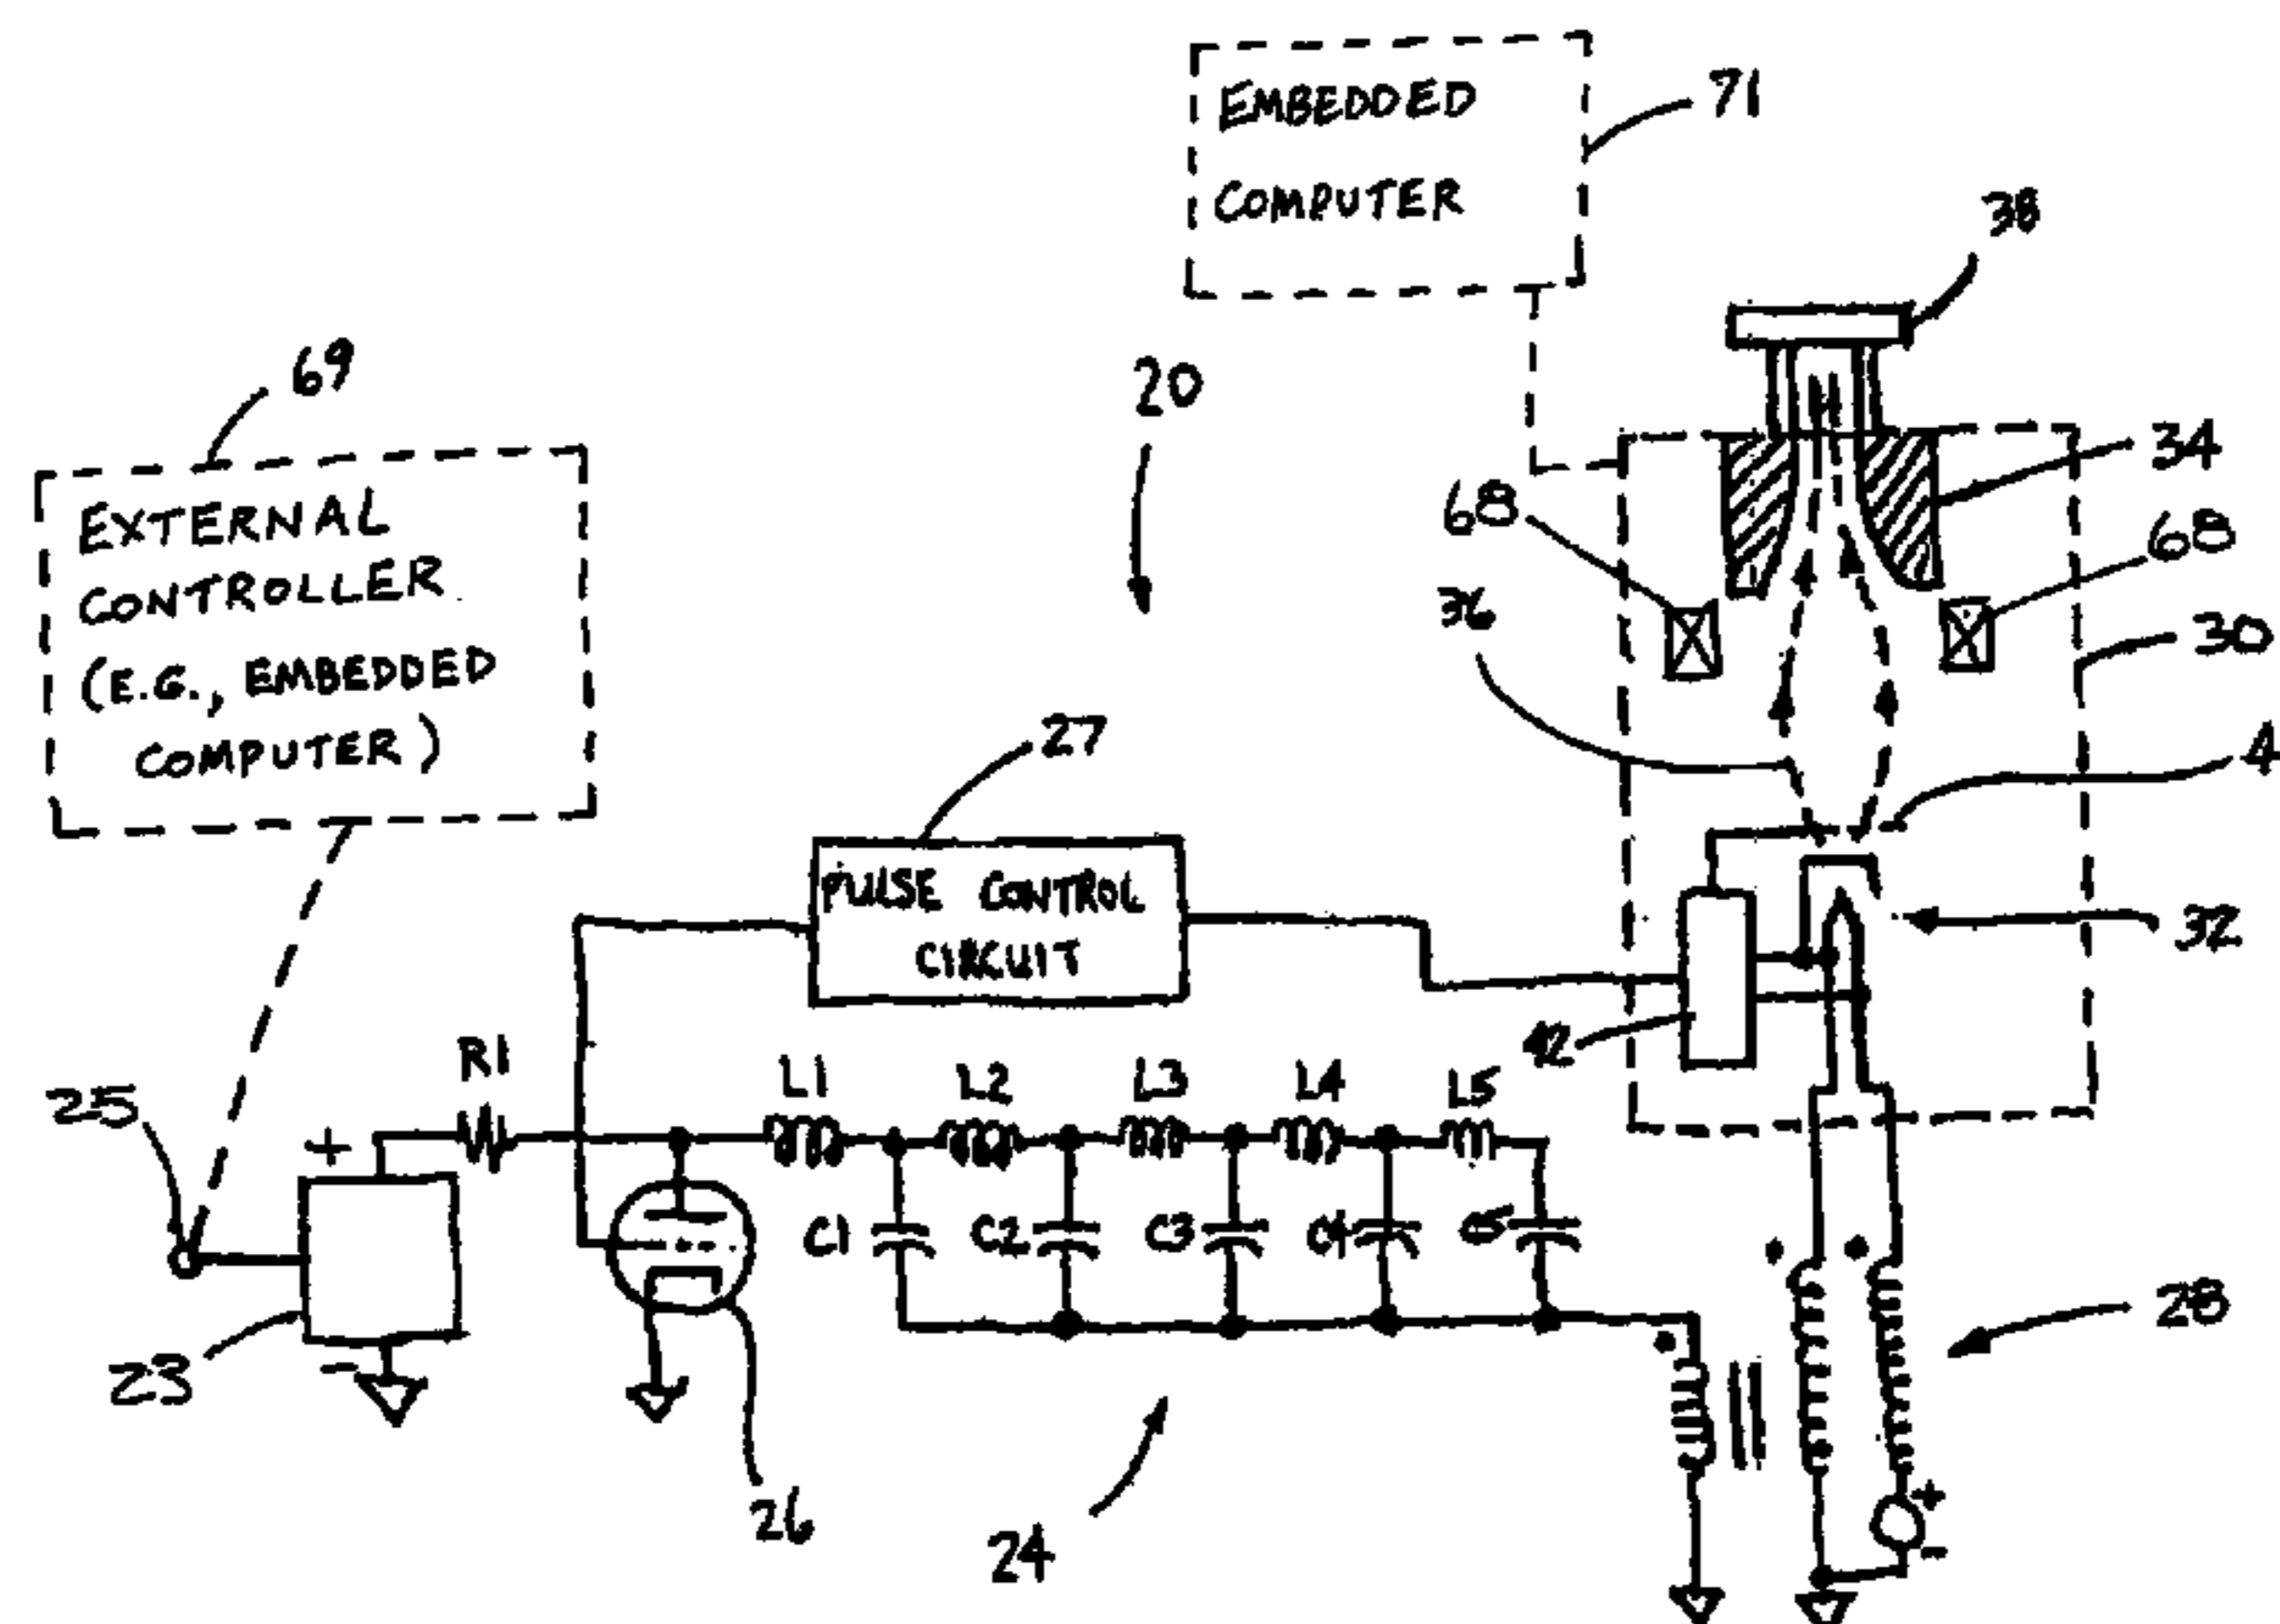 EMBEDDED
COMPUTER
71
38
69
20
34
EXTERNAL
CONTROLLER
(E.G., EMBEDDED
COMPUTER)
68
68
36
30
27
4
PULSE CONTROL
CIRCUIT
32
42
25
R1
L1
L2
L3
L4
L5
+
C1
C2
C3
C4
C5
28
23
-
26
24
+
-